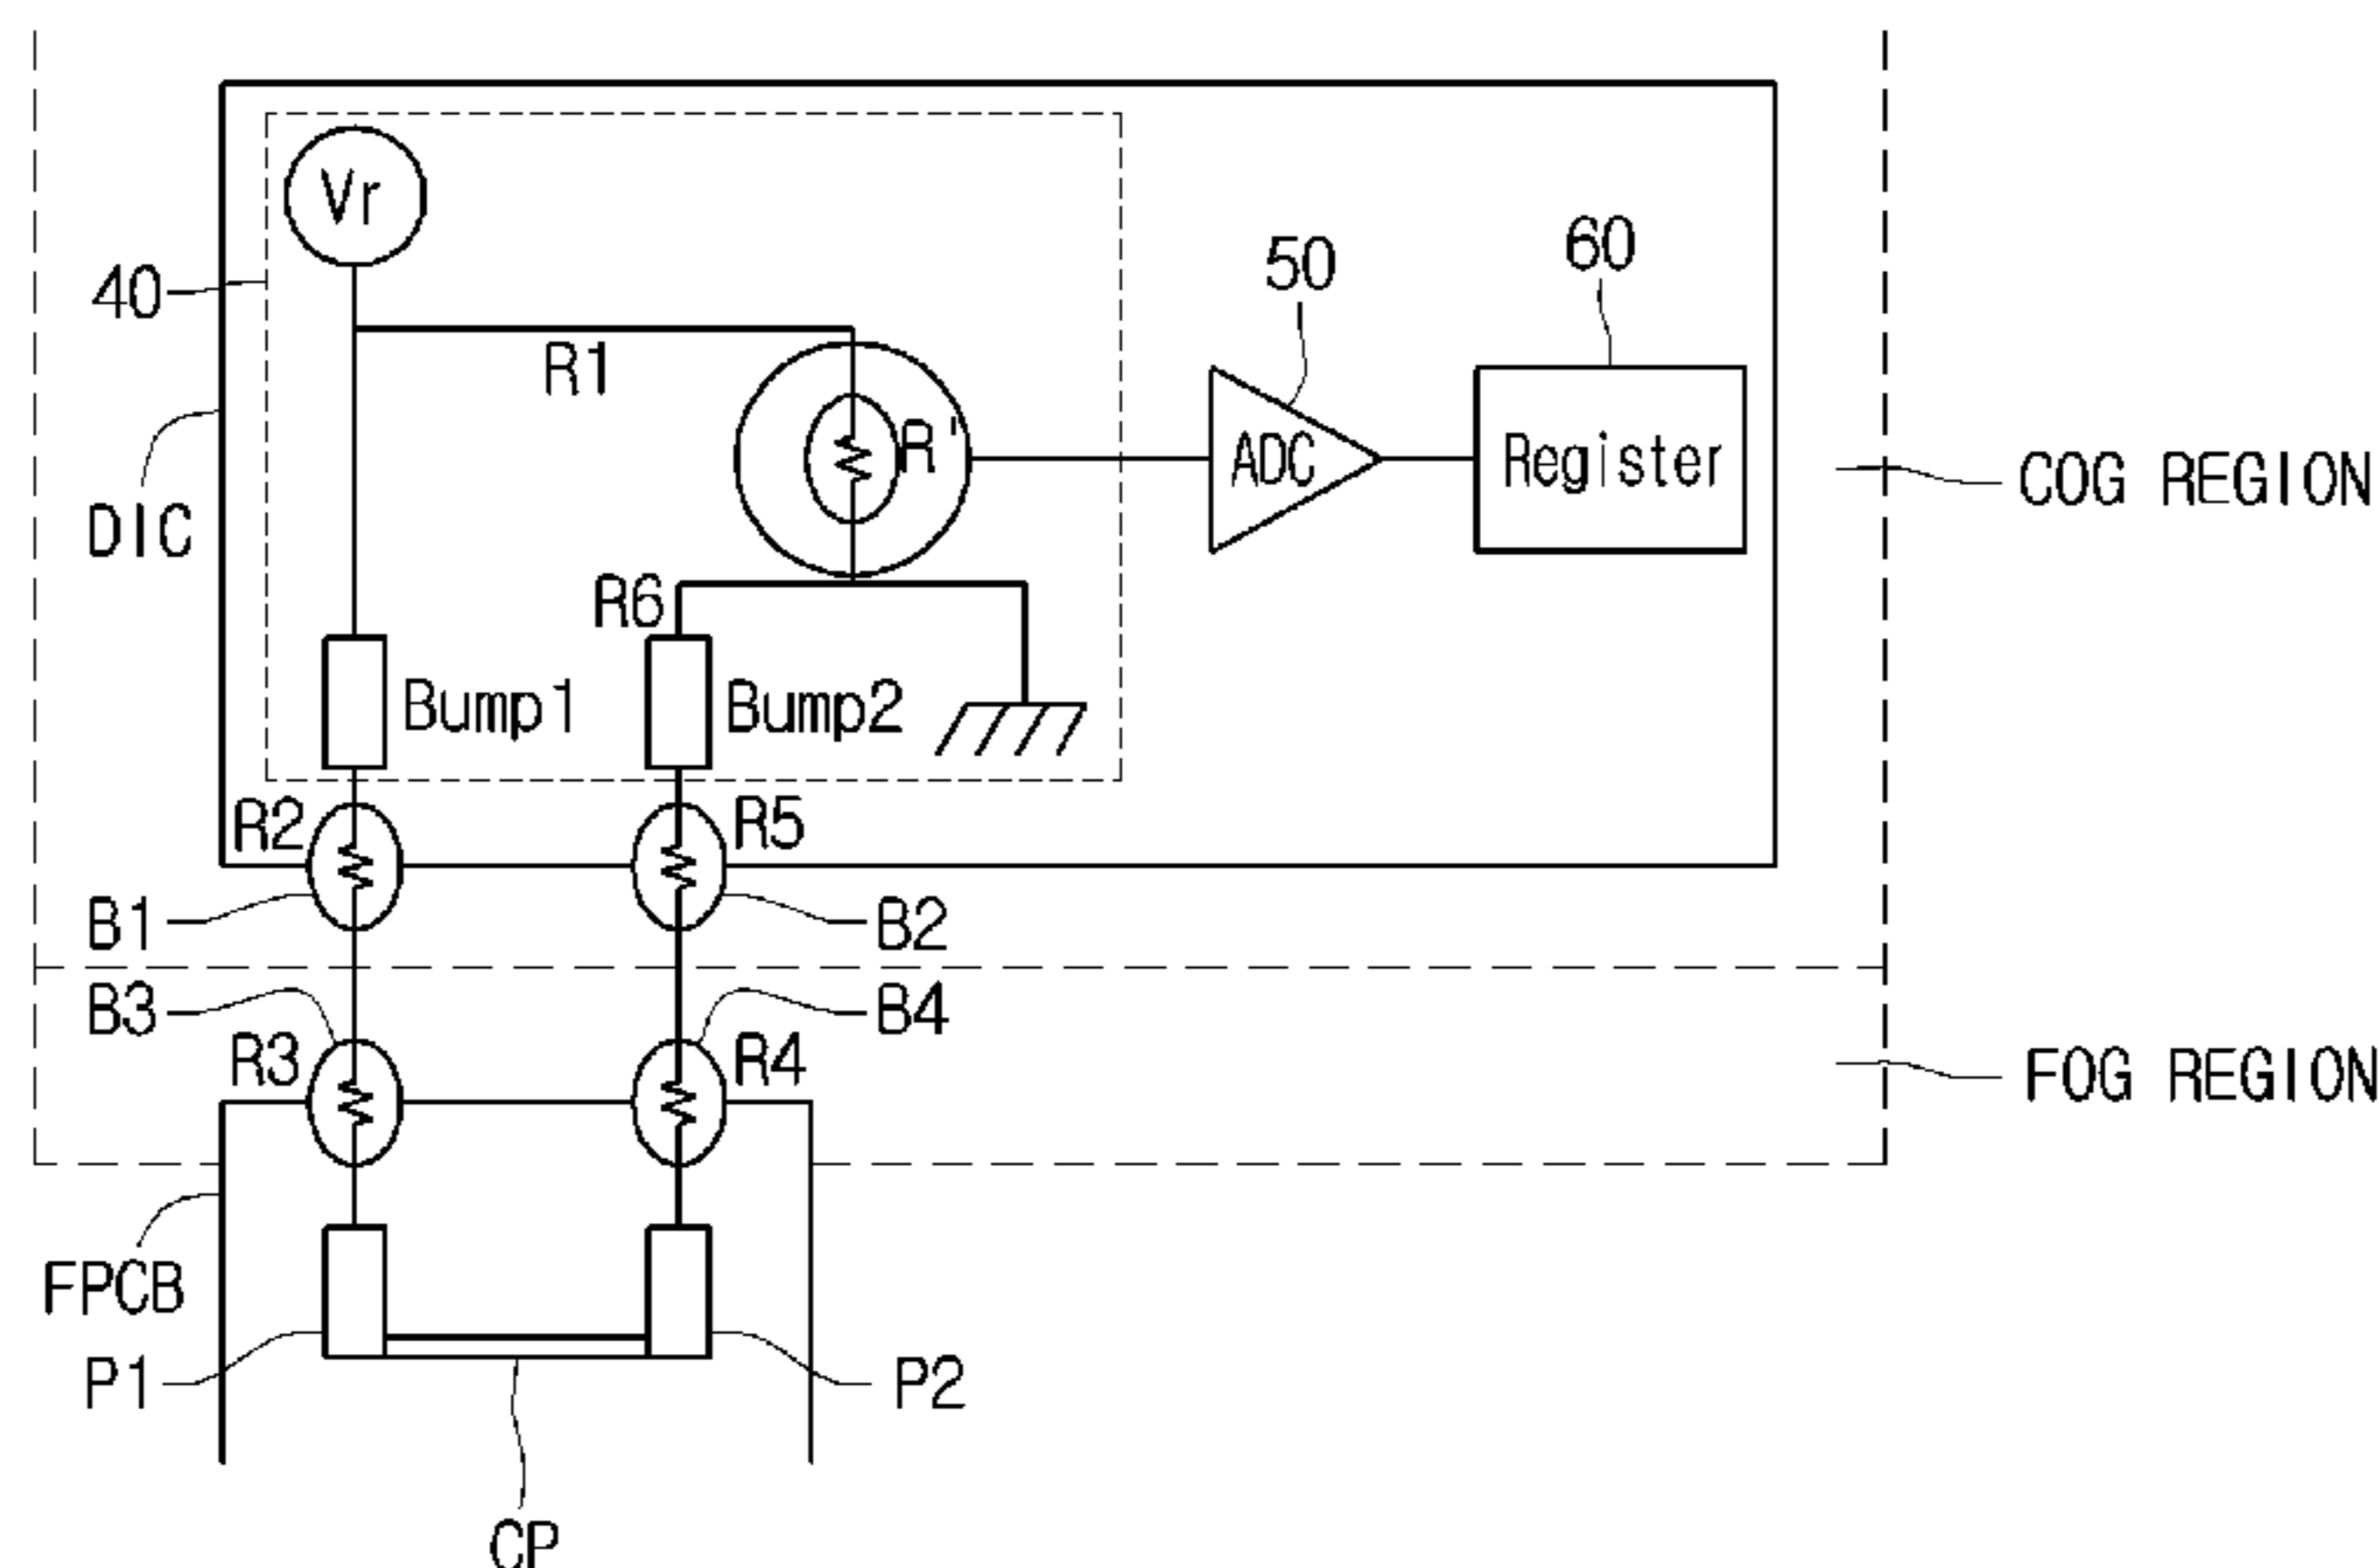 Vr
40
R1
50
60
R'
ADC
Register
COG REGION
DIC
R6
Bump1
Bump2
R2
R5
B1
B2
B3
B4
R3
R4
FOG REGION
FPCB
P1
P2
CP